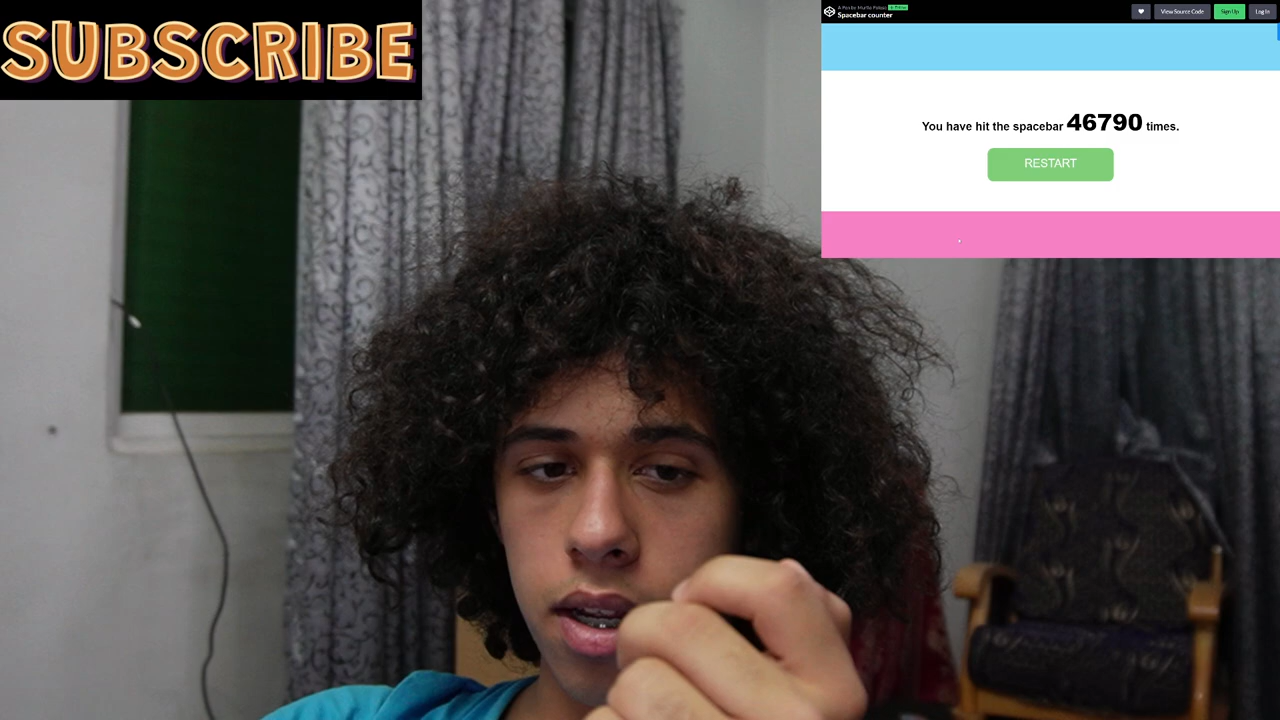 SUBSCRIBE
Spacebar counter
View Source Code
Sign Up
Log In
You have hit the spacebar 46790 times.
RESTART